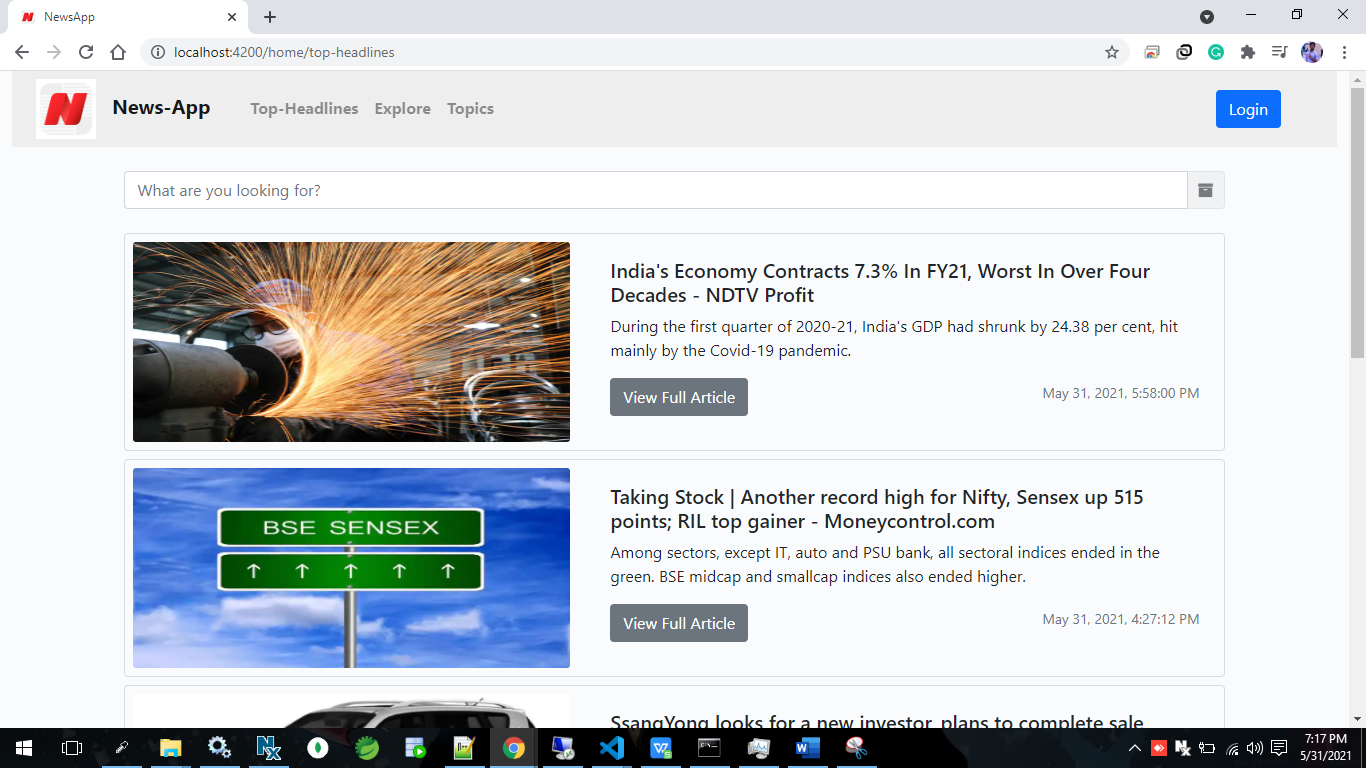 NewsApp
localhost:4200/home/top-headlines
News-App
Top-Headlines
Explore
Topics
Login
What are you looking for?
India's Economy Contracts 7.3% In FY21, Worst In Over Four
Decades - NDTV Profit
During the first quarter of 2020-21, India's GDP had shrunk by 24.38 per cent, hit
mainly by the Covid-19 pandemic.
View Full Article
May 31, 2021, 5:58:00 PM
BSE SENSEX
Taking Stock | Another record high for Nifty, Sensex up 515
points; RIL top gainer - Moneycontrol.com
Among sectors, except IT, auto and PSU bank, all sectoral indices ended in the
green. BSE midcap and smallcap indices also ended higher.
View Full Article
May 31, 2021, 4:27:12 PM
SsangYong looks for a new investor, plans to complete sale
7:17 PM
5/31/2021